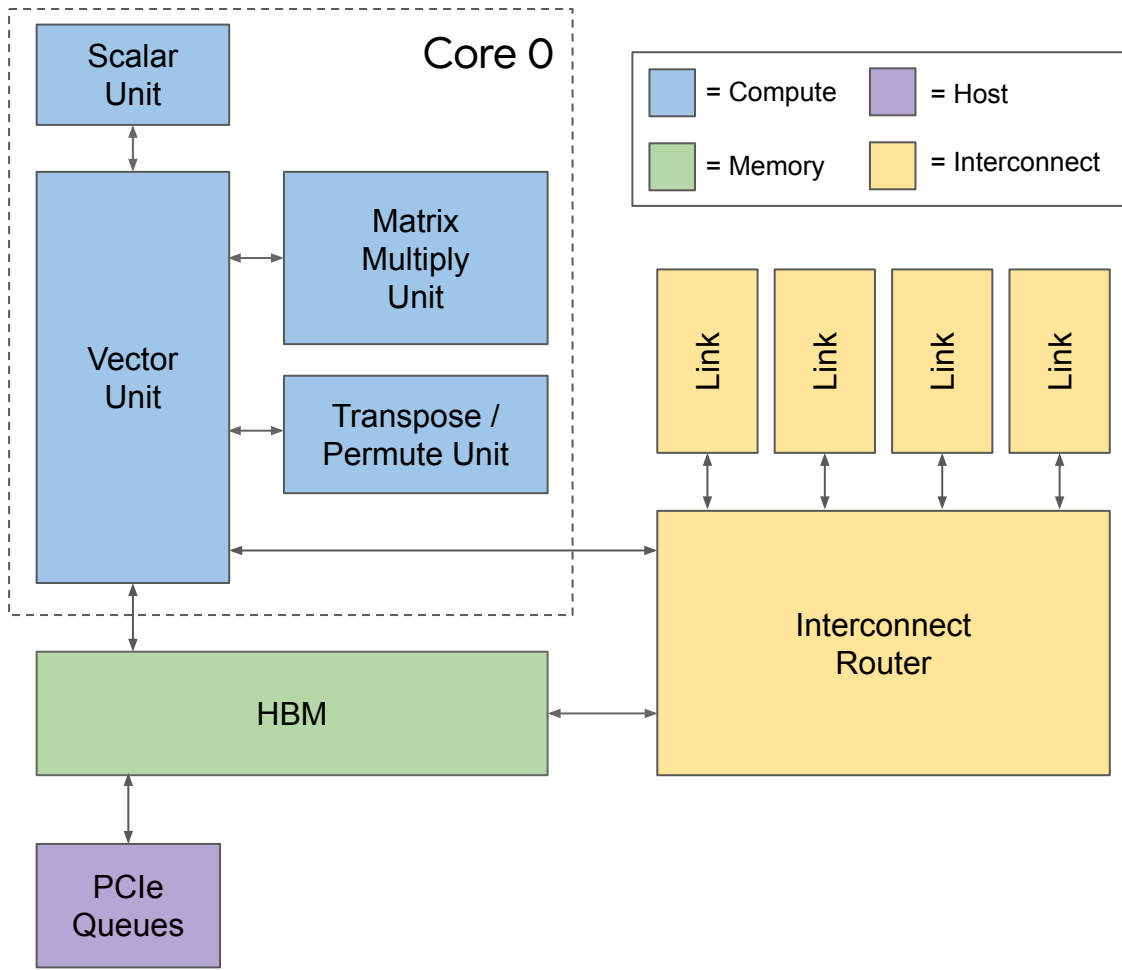 Core 0
Scalar
Unit
= Compute
= Host
= Memory
= Interconnect
Matrix
Multiply
Unit
Vector
Unit
Transpose /
Permute Unit
Link
Link
Link
Link
Interconnect
Router
HBM
PCIe
Queues